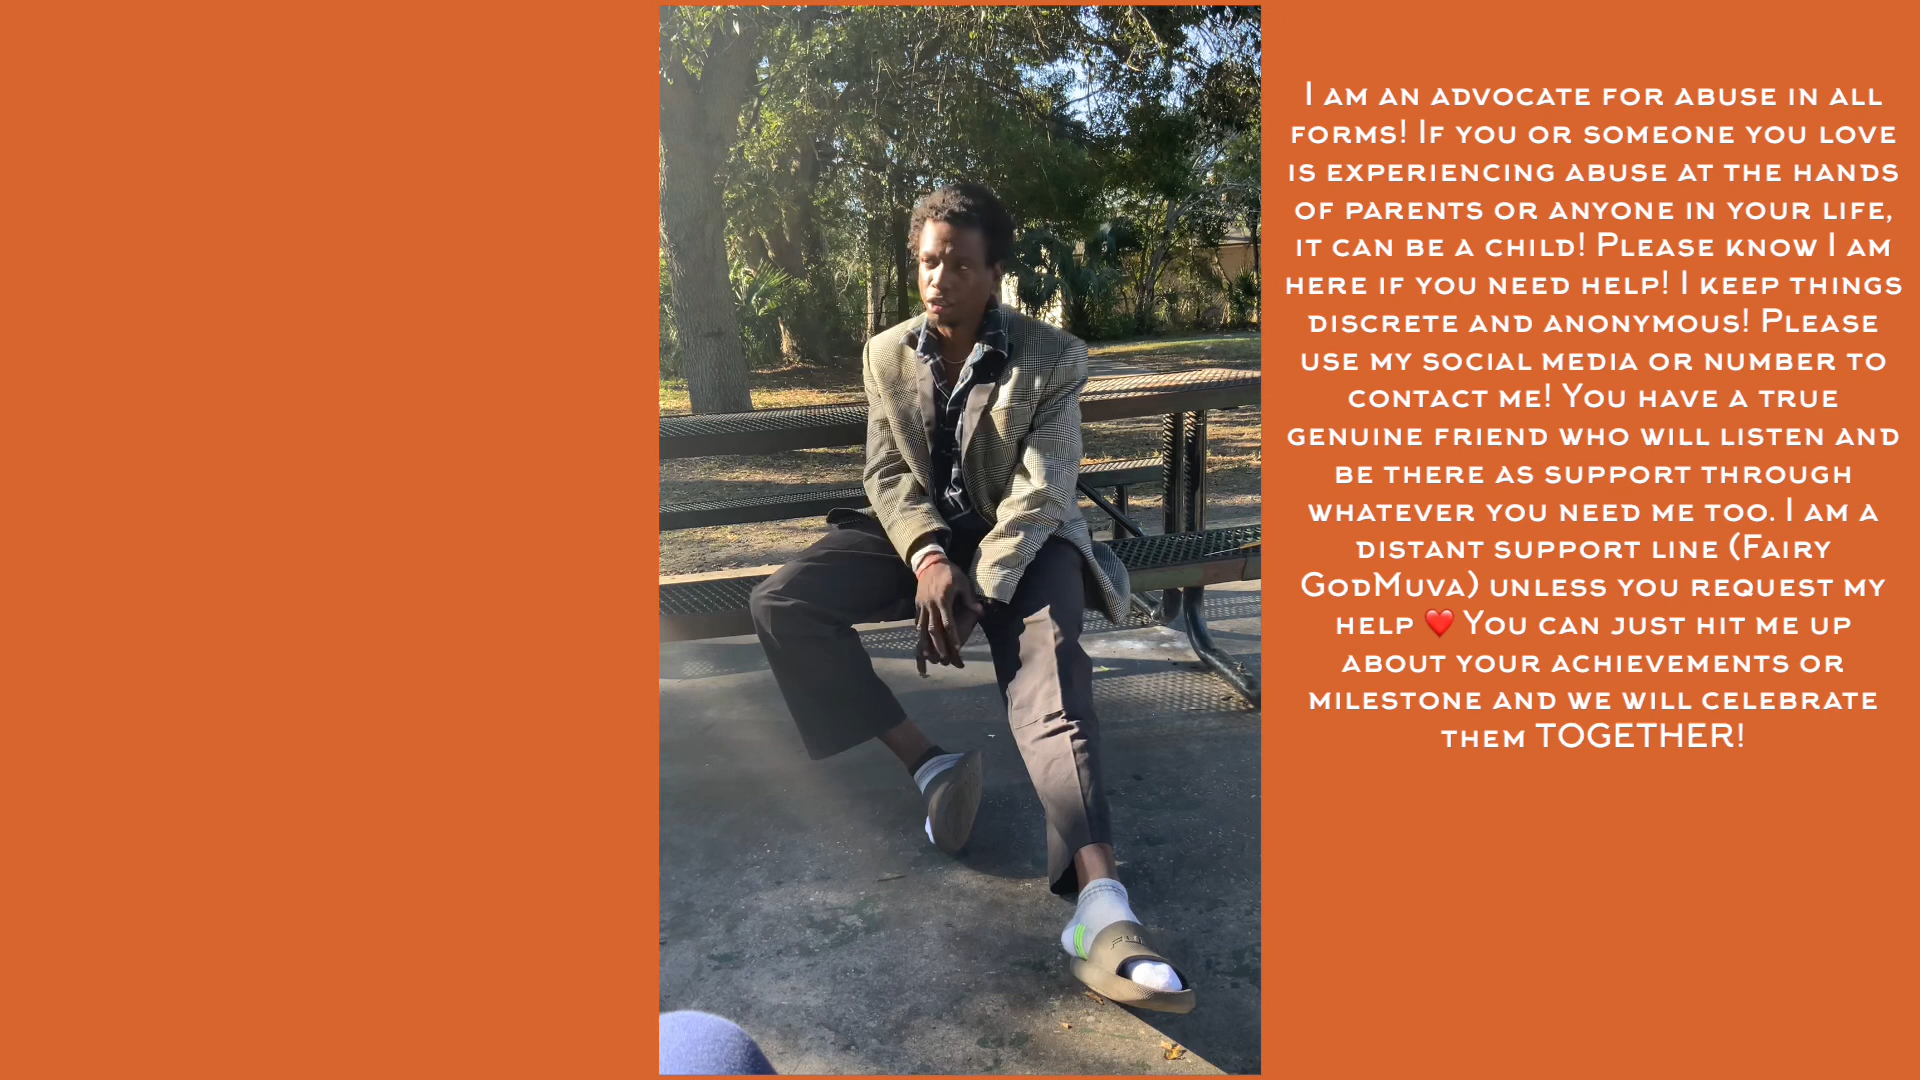 I am an advocate for abuse in all
forms! If you or someone you love
is experiencing abuse at the hands
of parents or anyone in your life,
it can be a child! Please know I am
here if you need help! I keep things
discrete and anonymous! Please
use my social media or number to
contact me! You have a true
genuine friend who will listen and
be there as support through
whatever you need me too. I am a
distant support line (Fairy
GodMuva) unless you request my
help ❤️ You can just hit me up
about your achievements or
milestone and we will celebrate
them TOGETHER!